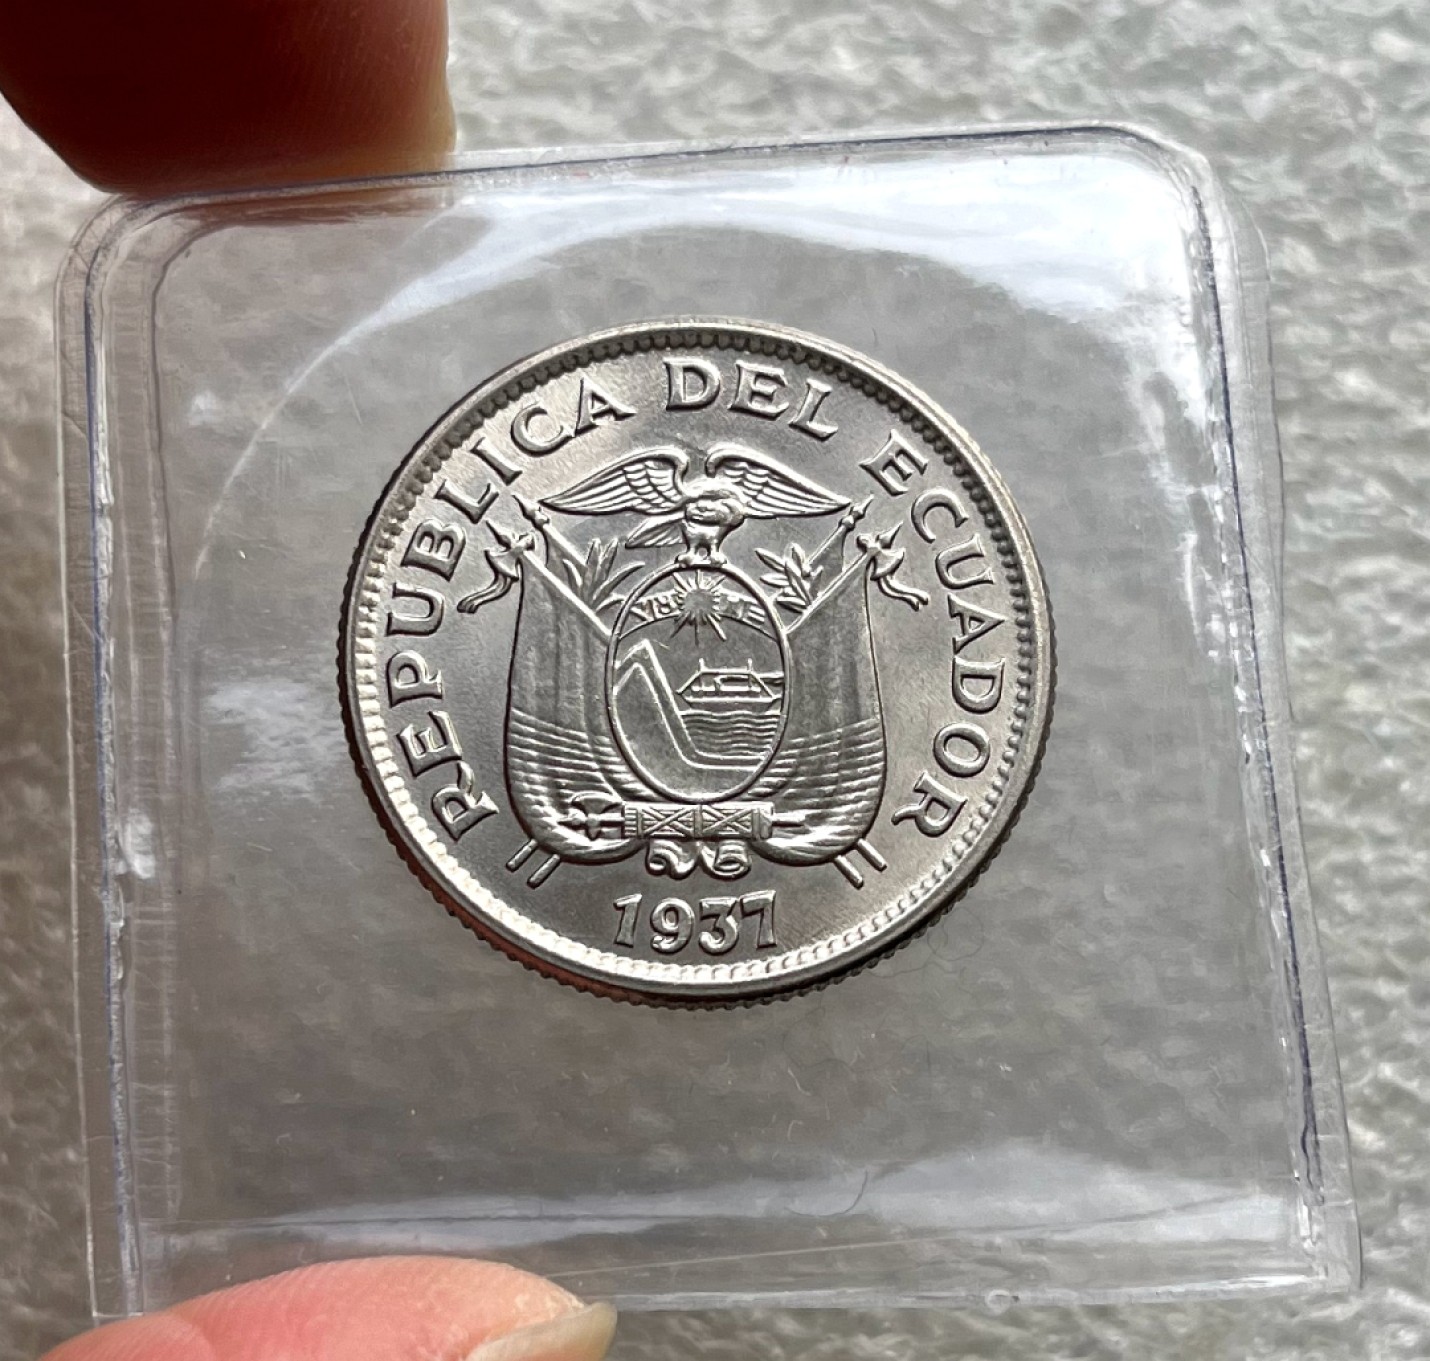 REPUBLICA DEL ECUADOR
1937